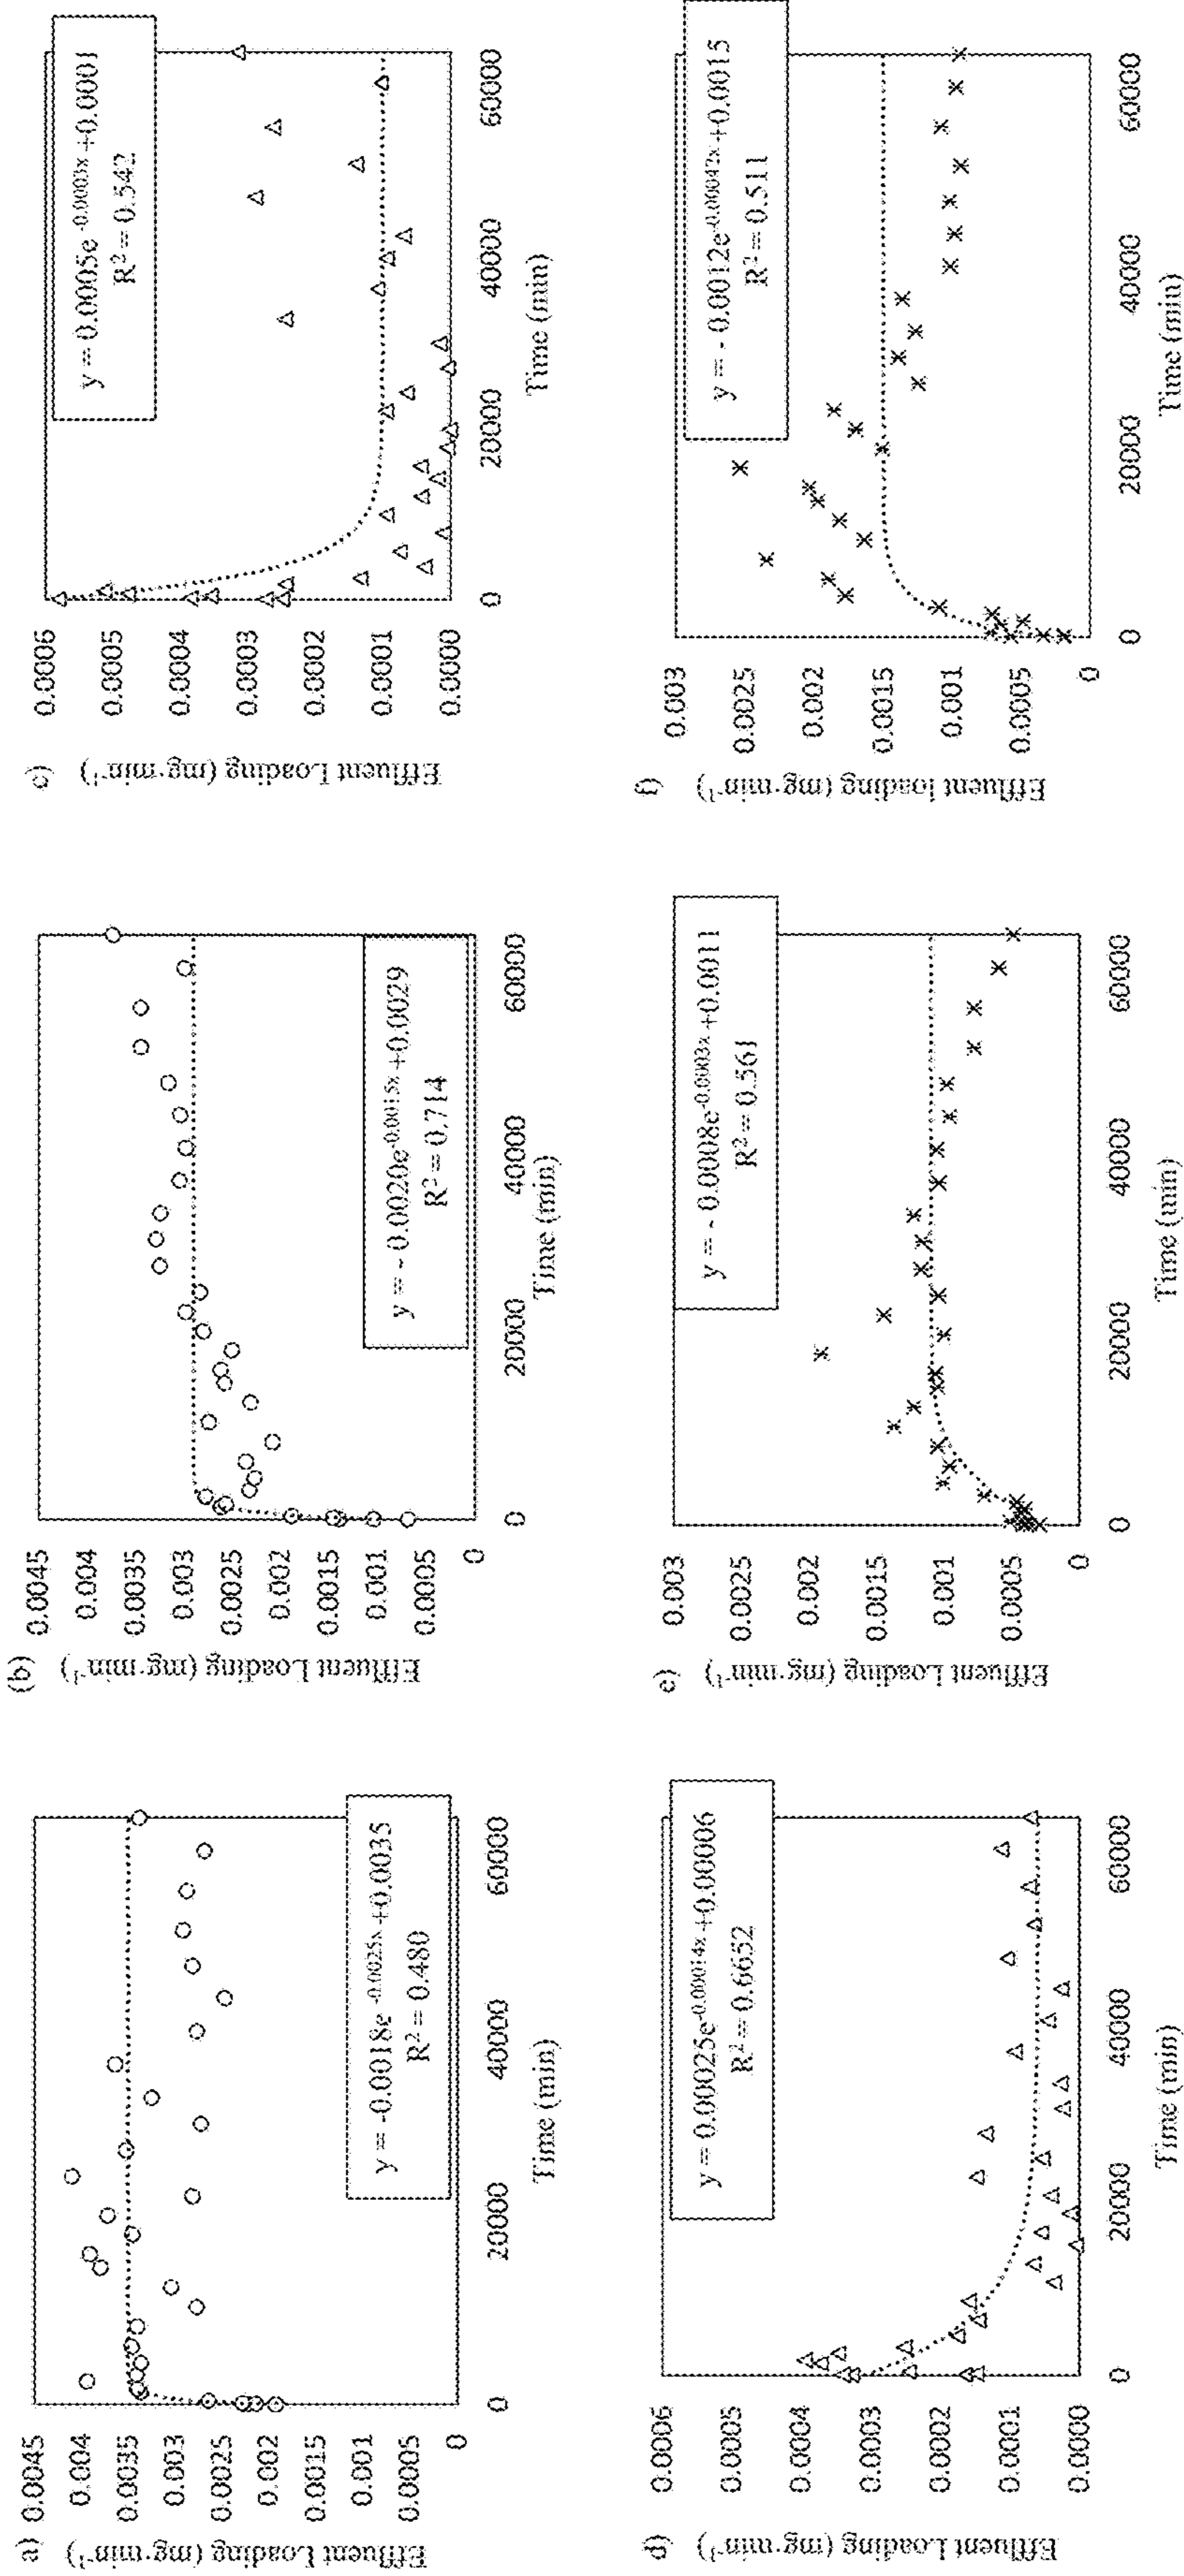 a)
Effluent Loading (mg·min⁻¹)
0.0045
0.004
0.0035
0.003
0.0025
0.002
0.0015
0.001
0.0005
0
y = -0.0018e^-0.0025x +0.0035
R² = 0.480
0 20000 40000 60000
Time (min)
(b)
Effluent Loading (mg·min⁻¹)
0.0045
0.004
0.0035
0.003
0.0025
0.002
0.0015
0.001
0.0005
0
y = - 0.0020e^-0.0015x +0.0029
R² = 0.714
0 20000 40000 60000
Time (min)
c)
Effluent Loading (mg·min⁻¹)
0.0006
0.0005
0.0004
0.0003
0.0002
0.0001
0.0000
y = 0.0005e^-0.0003x +0.0001
R² = 0.542
0 20000 40000 60000
Time (min)
d)
Effluent Loading (mg·min⁻¹)
0.0006
0.0005
0.0004
0.0003
0.0002
0.0001
0.0000
y = 0.00025e^-0.00014x +0.00006
R² = 0.6652
0 20000 40000 60000
Time (min)
e)
Effluent Loading (mg·min⁻¹)
0.003
0.0025
0.002
0.0015
0.001
0.0005
0
y = - 0.0008e^-0.0003x +0.0011
R² = 0.561
0 20000 40000 60000
Time (min)
f)
Effluent loading (mg·min⁻¹)
0.003
0.0025
0.002
0.0015
0.001
0.0005
0
y = - 0.0012e^-0.00042x +0.0015
R² = 0.511
0 20000 40000 60000
Time (min)